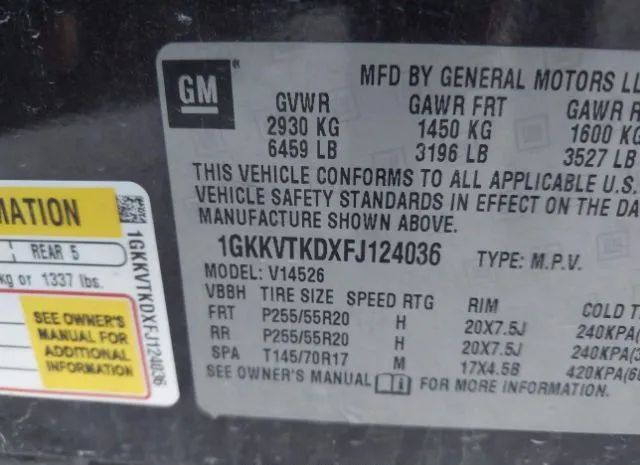 GM ®
MFD BY GENERAL MOTORS LL
GVWR GAWR FRT GAWR R
2930 KG 1450 KG 1600 KG
6459 LB 3196 LB 3527 LB
THIS VEHICLE CONFORMS TO ALL APPLICABLE U.S.
VEHICLE SAFETY STANDARDS IN EFFECT ON THE DA
MANUFACTURE SHOWN ABOVE.
1GKKVTKDXFJ124036 TYPE: M.P.V.
MODEL: V14526
VBBH TIRE SIZE SPEED RTG RIM COLD T
FRT P255/55R20 H 20X7.5J 240KPA(3
RR P255/55R20 H 20X7.5J 240KPA(3
SPA T145/70R17 M 17X4.5B 420KPA(60
SEE OWNER'S MANUAL FOR MORE INFORMATION.
MATION
REAR 5
kg or 1337 lbs.
SEE OWNER'S
MANUAL FOR
ADDITIONAL
INFORMATION
1GKKVTKDXFJ124036